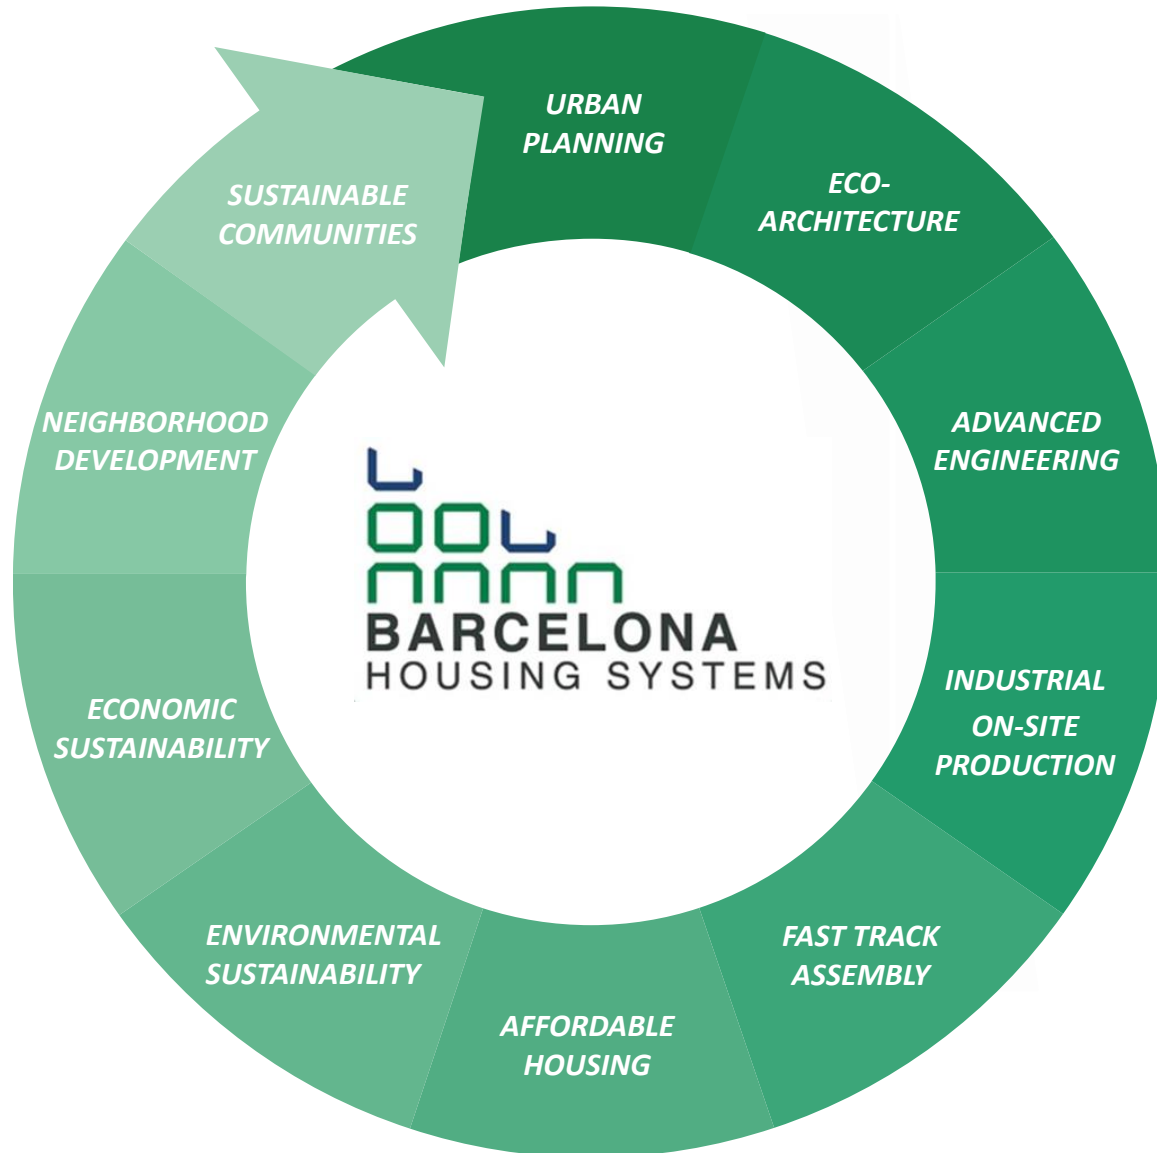 URBAN
PLANNING
ECO-
ARCHITECTURE
ADVANCED
ENGINEERING
INDUSTRIAL
ON-SITE
PRODUCTION
FAST TRACK
ASSEMBLY
AFFORDABLE
HOUSING
ENVIRONMENTAL
SUSTAINABILITY
ECONOMIC
SUSTAINABILITY
NEIGHBORHOOD
DEVELOPMENT
SUSTAINABLE
COMMUNITIES
BARCELONA
HOUSING SYSTEMS